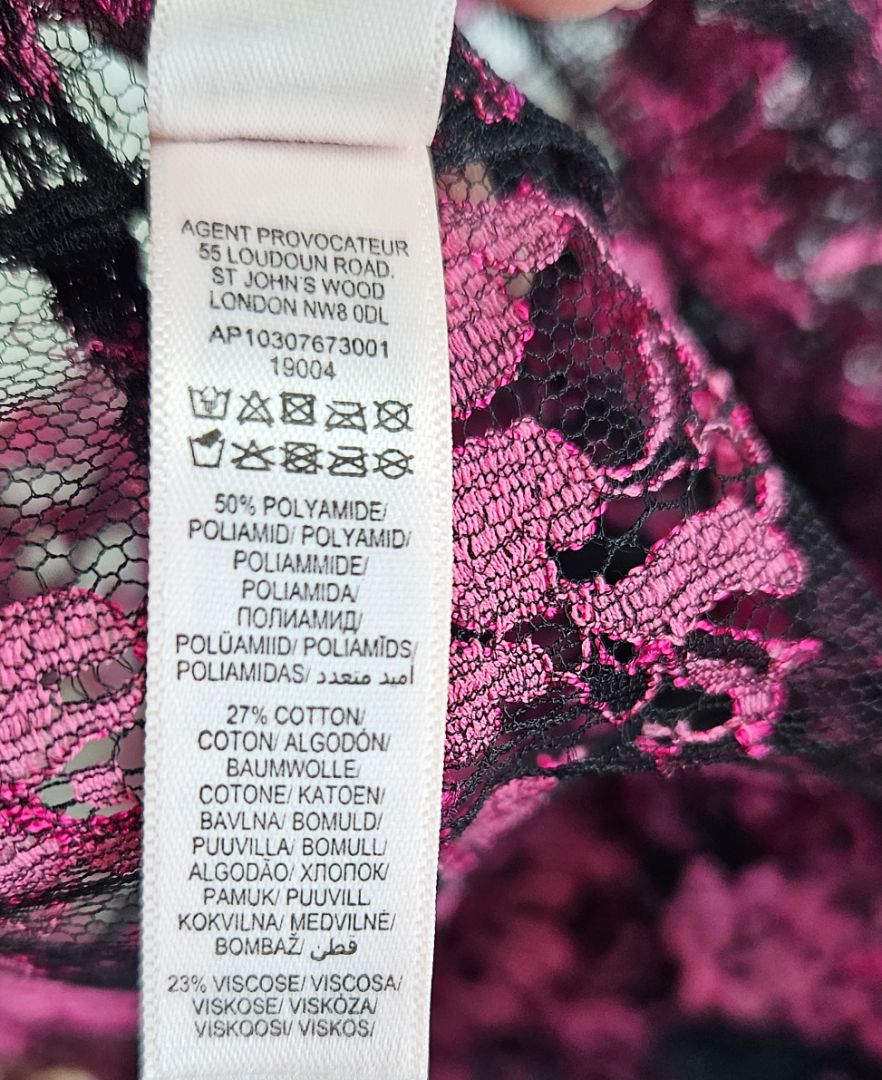 AGENT PROVOCATEUR
55 LOUDOUN ROAD.
ST JOHN'S WOOD
LONDON NW8 0DL
AP10307673001
19004
50% POLYAMIDE/
POLIAMID/ POLYAMID/
POLIAMMIDE/
POLIAMIDA/
ПОЛИАМИД/
POLÜAMIID/ POLIAMĪDS/
POLIAMIDAS/ أميد متعدد
27% COTTON/
COTON/ ALGODÓN/
BAUMWOLLE/
COTONE/ KATOEN/
BAVLNA/ BOMULD/
PUUVILLA/ BOMULL/
ALGODÃO/ ХЛОПОК/
PAMUK/ PUUVILL
KOKVILNA/ MEDVILNĖ/
BOMBAŽ/ قطن
23% VISCOSE/ VISCOSA/
VISKOSE/ VISKÓZA/
VISKOOSI/ VISKOS/